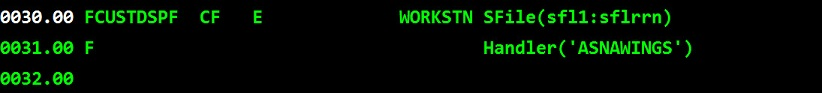 0030.00 FCUSTDSPF  CF   E             WORKSTN SFile(sfl1:sflrrn)
0031.00 F                                     Handler('ASNAWINGS')
0032.00